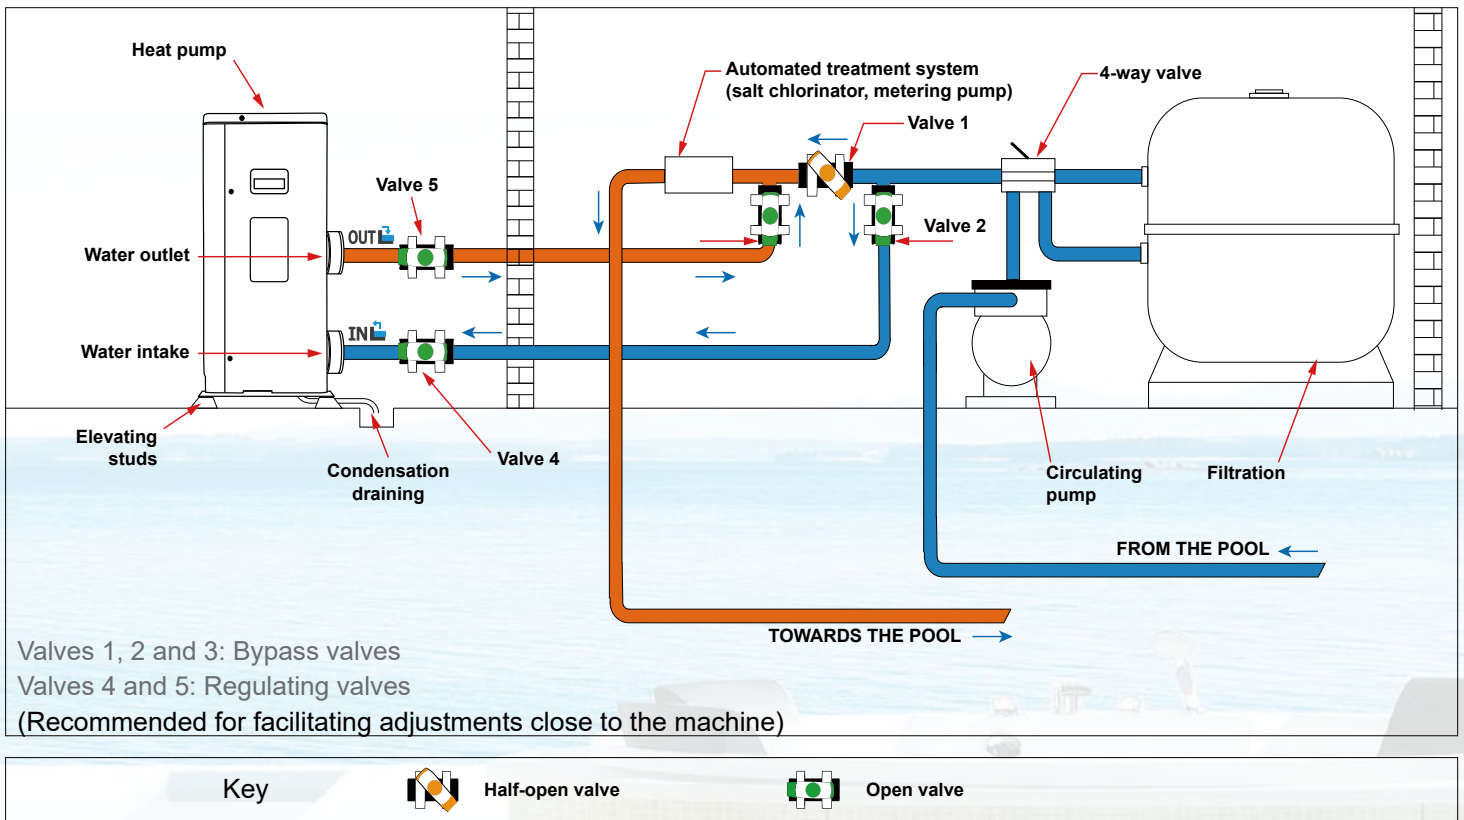 Heat pump
Automated treatment system
(salt chlorinator, metering pump)
4-way valve
Valve 1
Valve 5
OUT
Valve 2
Water outlet
IN
Water intake
Elevating
studs
Condensation
draining
Valve 4
Circulating
pump
Filtration
FROM THE POOL
TOWARDS THE POOL
Valves 1, 2 and 3: Bypass valves
Valves 4 and 5: Regulating valves
(Recommended for facilitating adjustments close to the machine)
Key
Half-open valve
Open valve